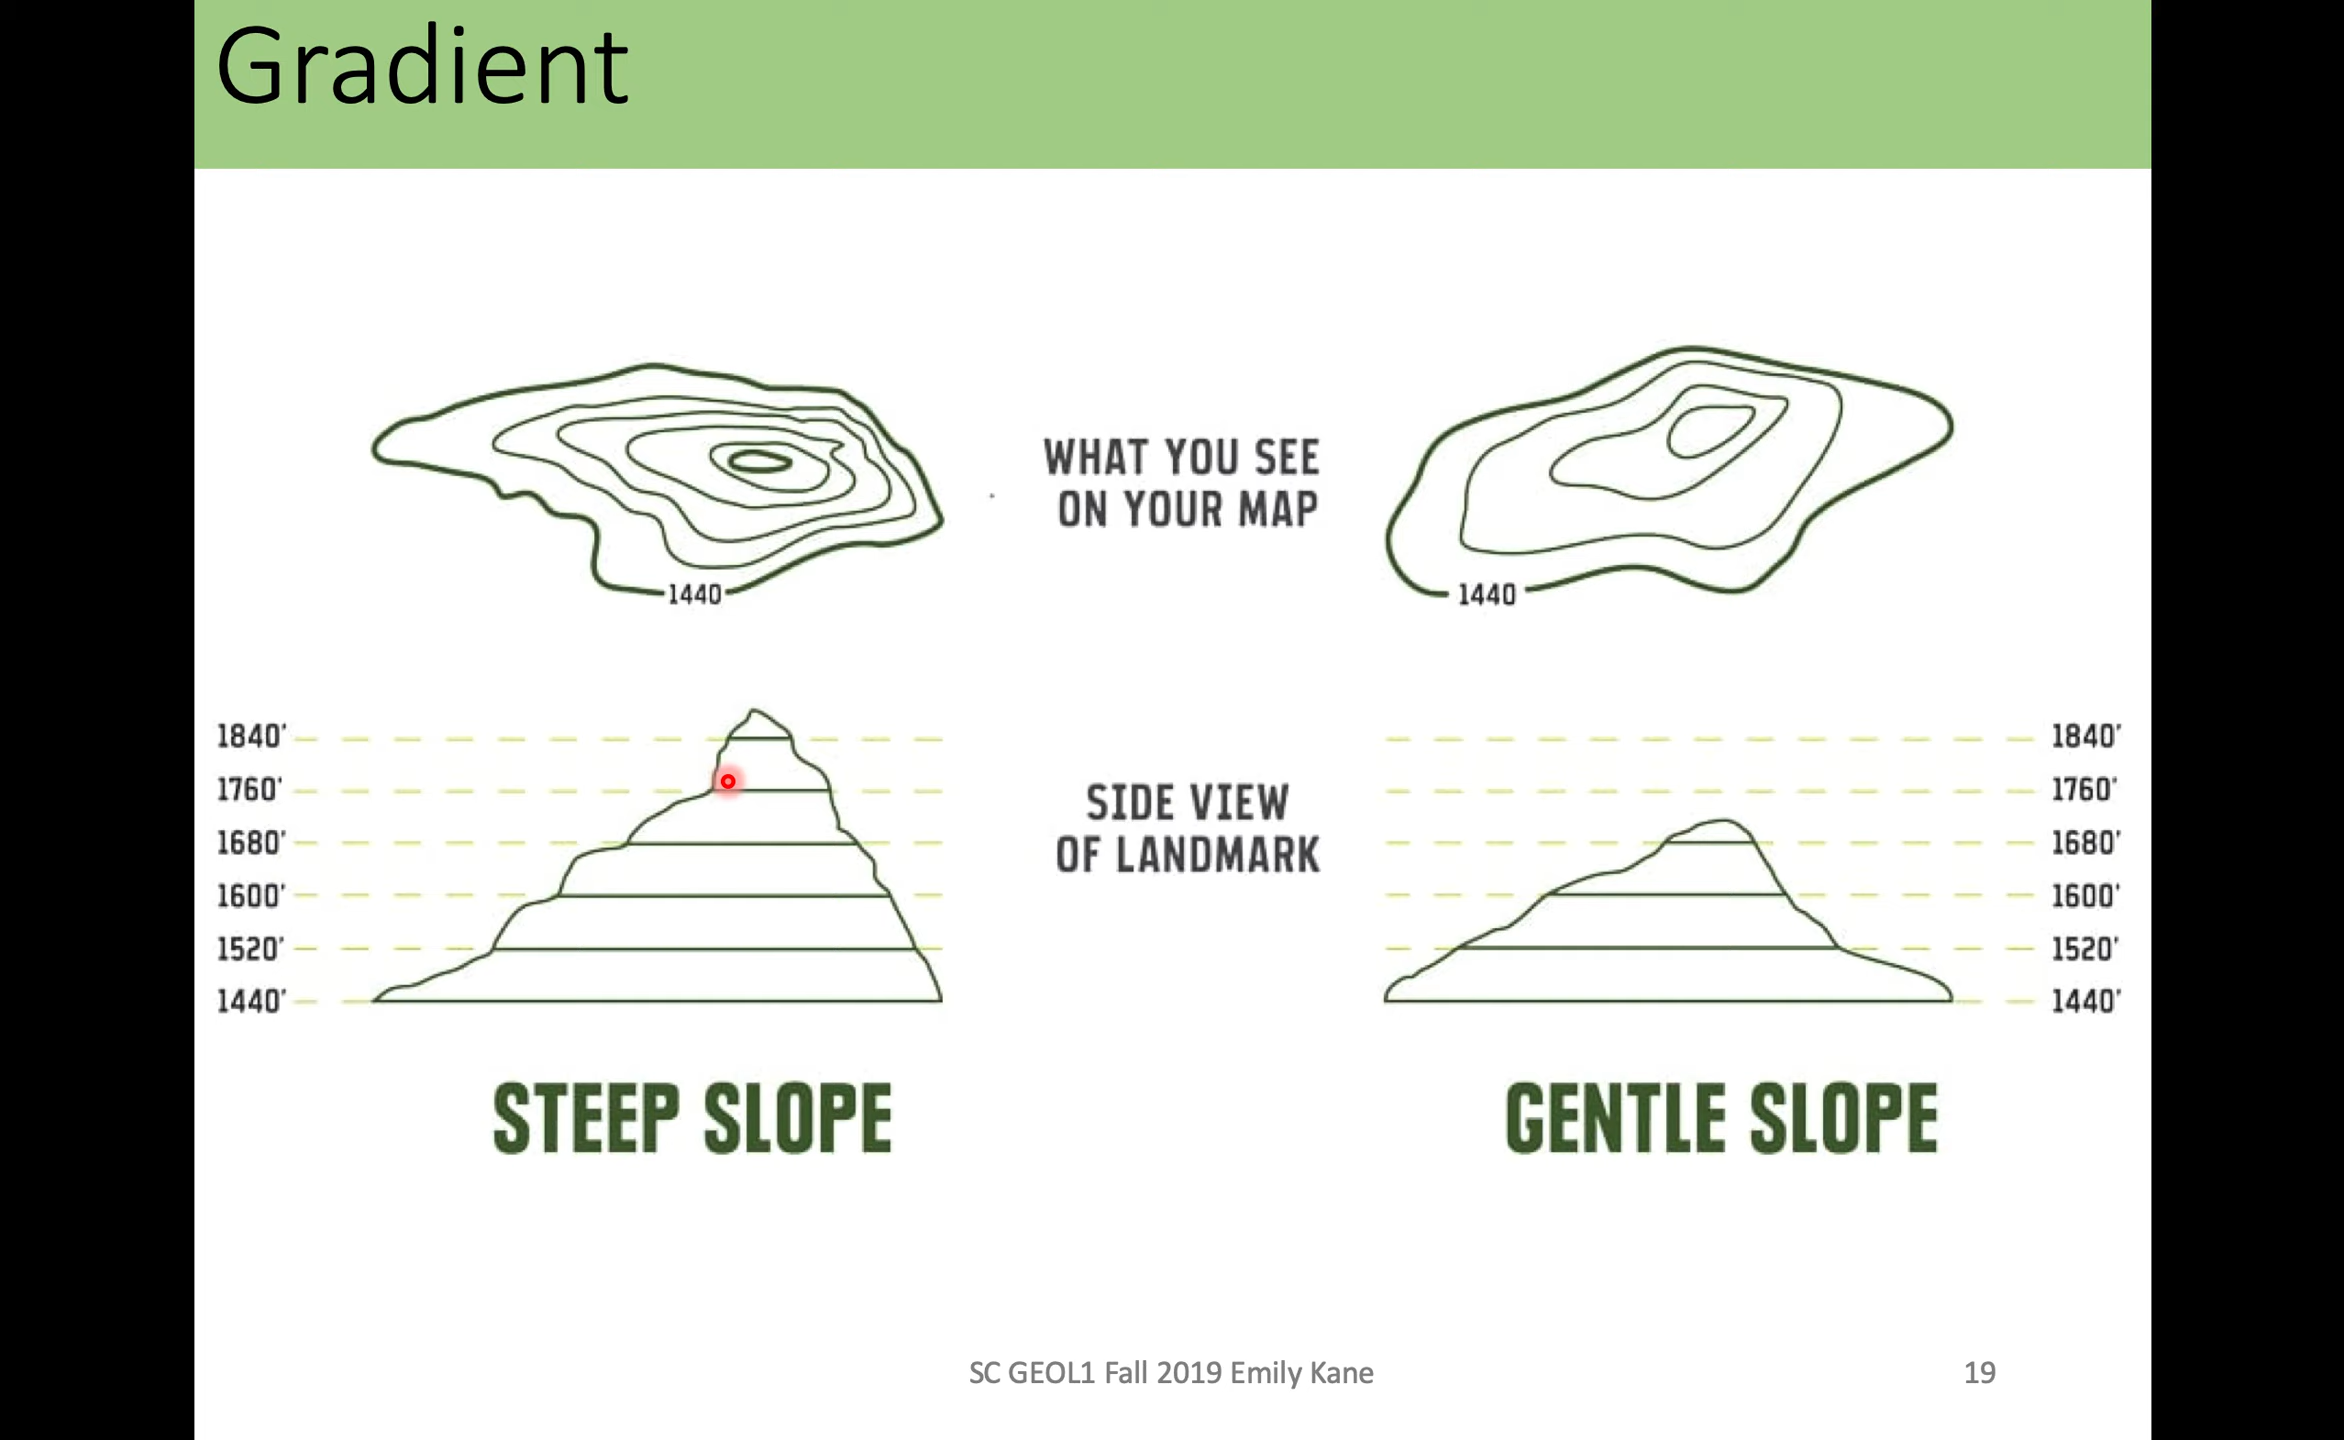 Gradient
WHAT YOU SEE
ON YOUR MAP
1440
1440
1840'
1760'
1680'
1600'
1520'
1440'
SIDE VIEW
OF LANDMARK
1840'
1760'
1680'
1600'
1520'
1440'
STEEP SLOPE
GENTLE SLOPE
SC GEOL1 Fall 2019 Emily Kane
19